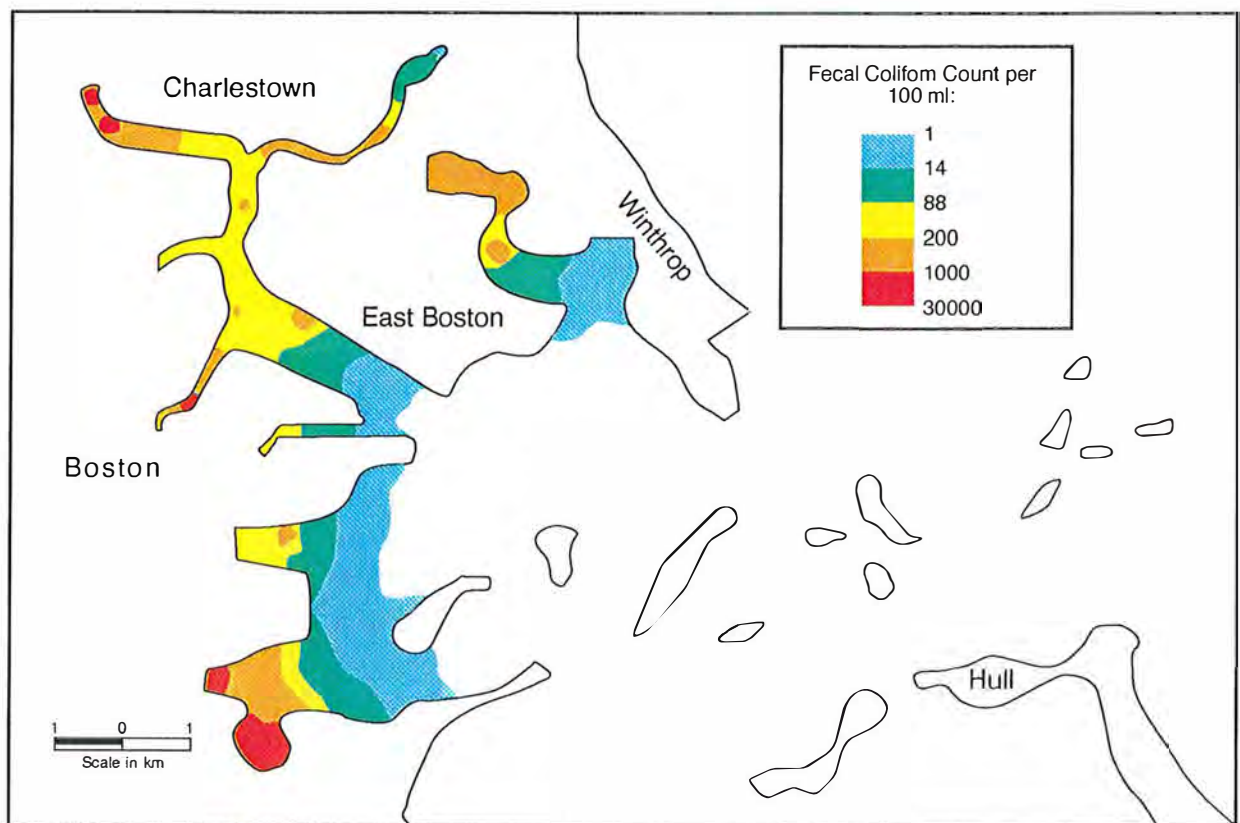 Charlestown
Fecal Colifom Count per
100 ml:
1
14
88
200
1000
30000
Winthrop
East Boston
Boston
Hull
1 0 1
Scale in km